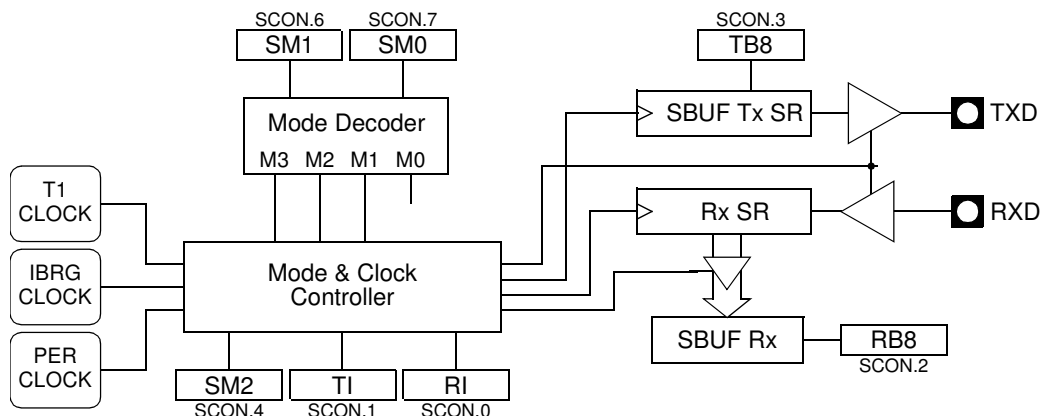 SCON.6
SCON.7
SCON.3
SM1
SM0
TB8
Mode Decoder
SBUF Tx SR
TXD
M3 M2 M1 M0
T1
CLOCK
Rx SR
RXD
IBRG
CLOCK
Mode & Clock
Controller
PER
CLOCK
SBUF Rx
RB8
SCON.2
SM2
TI
RI
SCON.4
SCON.1
SCON.0